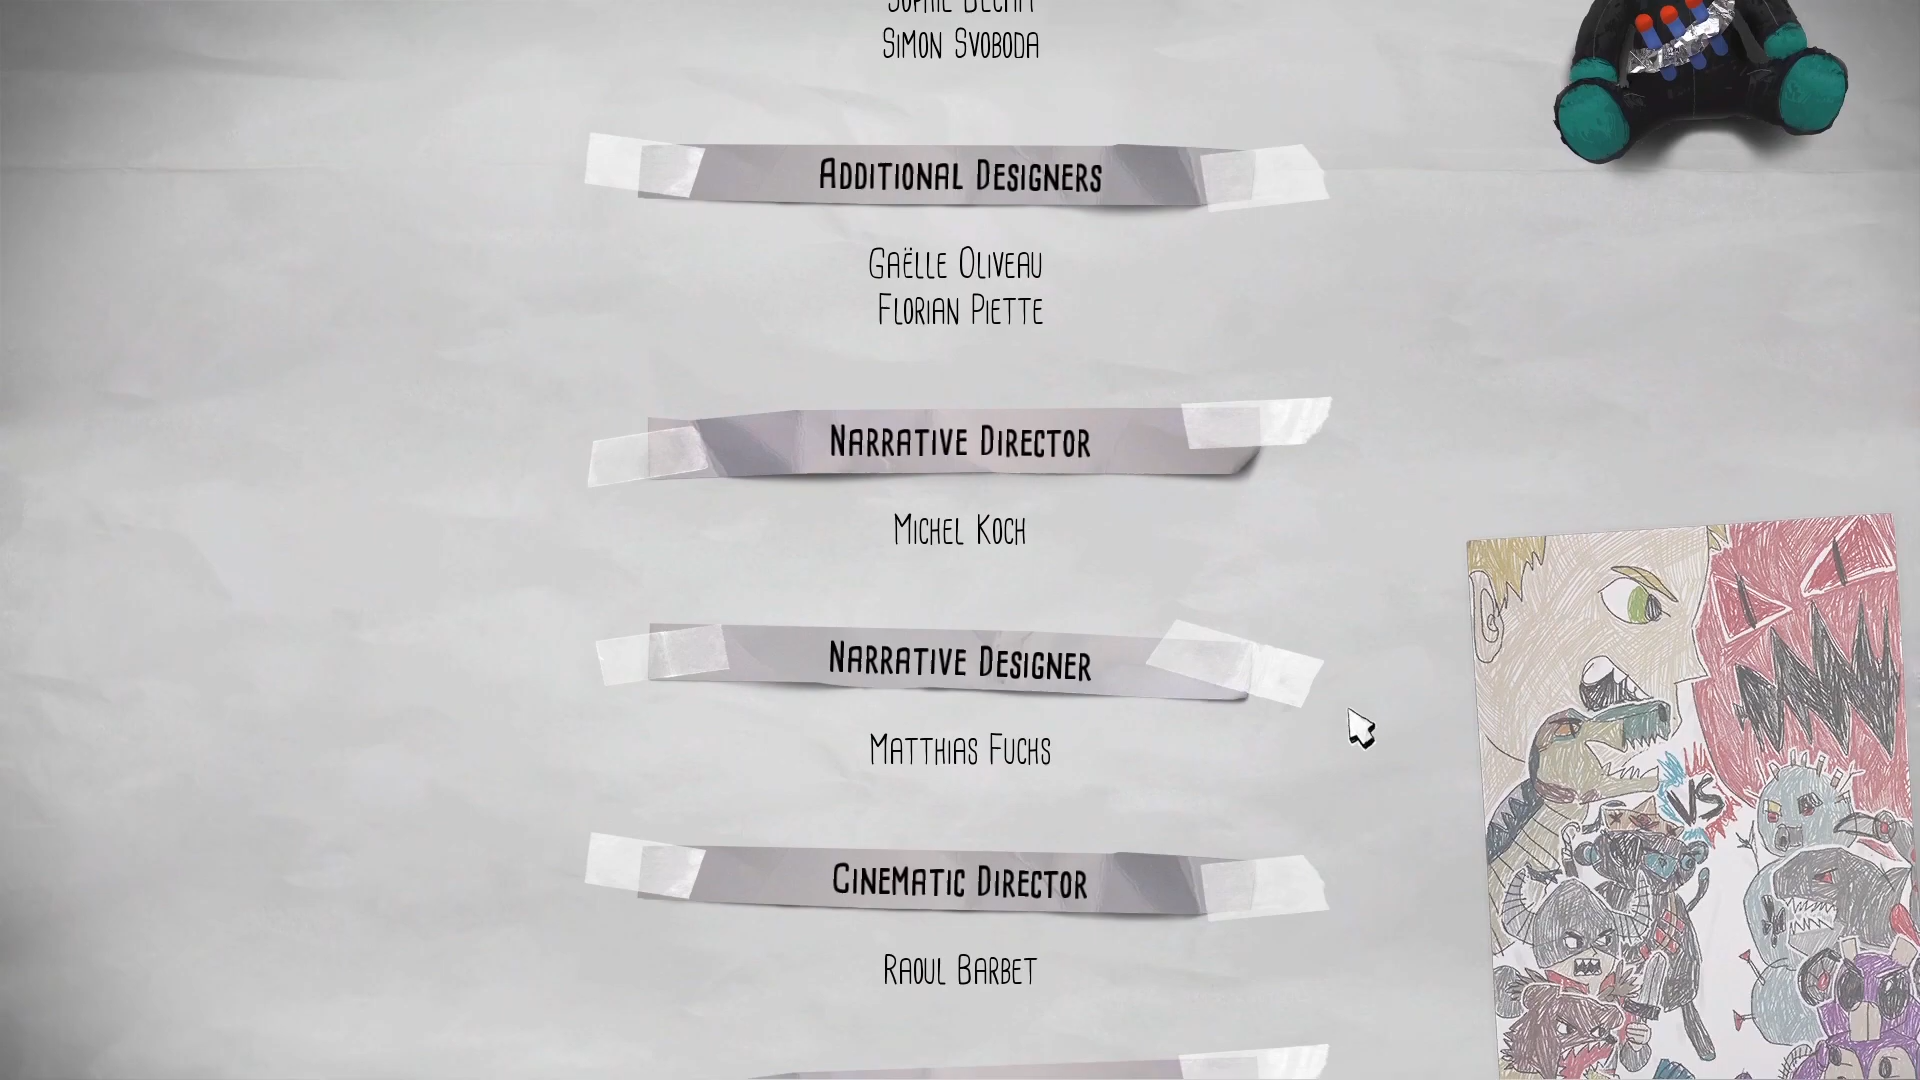 Simon Svoboda
Additional Designers
Gaëlle Oliveau
Florian Piette
Narrative Director
Michel Koch
Narrative Designer
Matthias Fuchs
VS
Cinematic Director
Raoul Barbet